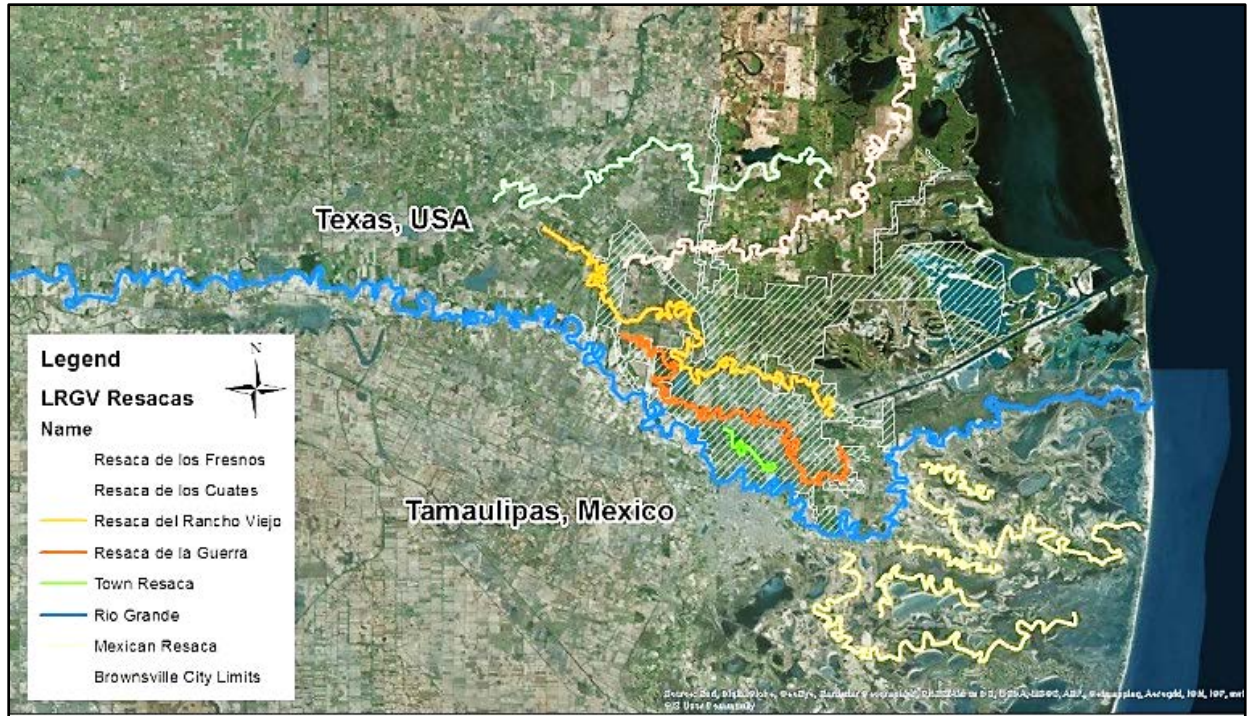 Texas, USA
Tamaulipas, Mexico
Legend
N
LRGV Resacas
Name
Resaca de los Fresnos
Resaca de los Cuates
Resaca del Rancho Viejo
Resaca de la Guerra
Town Resaca
Rio Grande
Mexican Resaca
Brownsville City Limits